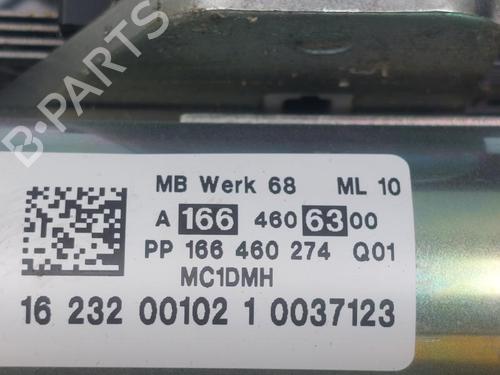 B-PARTS
MB Werk 68 ML 10
A 166 460 63 00
PP 166 460 274 Q01
MC1DMH
16 232 00102 1 0037123